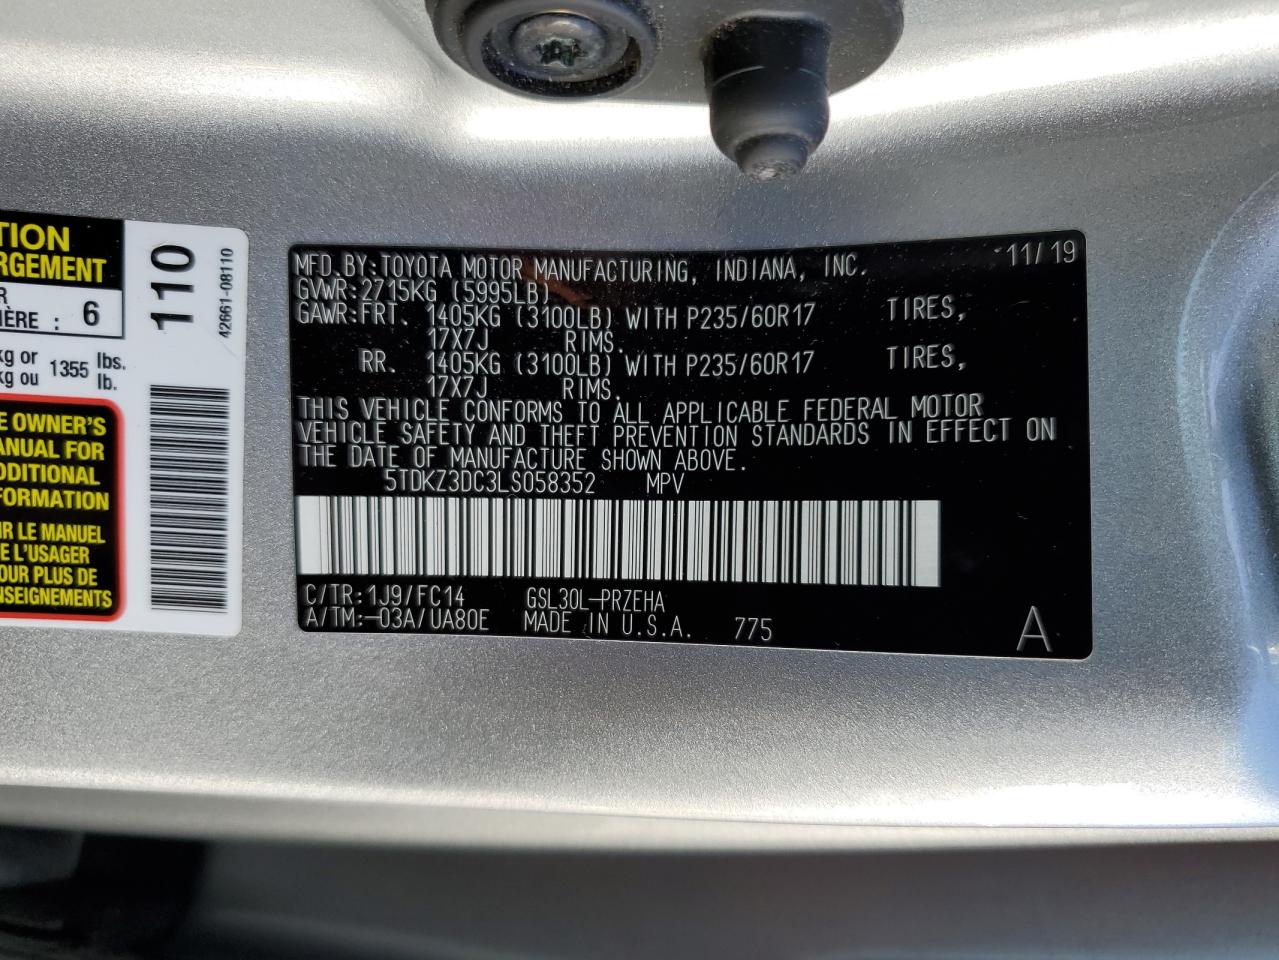 TION
RGEMENT
R
IÈRE : 6
kg or 1355 lbs.
kg ou lb.
E OWNER'S
ANUAL FOR
DDITIONAL
FORMATION
IR LE MANUEL
E L'USAGER
OUR PLUS DE
NSEIGNEMENTS
110
42661-08110
MFD.BY:TOYOTA MOTOR MANUFACTURING, INDIANA, INC. 11/19
GVWR:2715KG (5995LB)
GAWR:FRT. 1405KG (3100LB) WITH P235/60R17 TIRES,
17X7J RIMS.
RR. 1405KG (3100LB) WITH P235/60R17 TIRES,
17X7J RIMS.
THIS VEHICLE CONFORMS TO ALL APPLICABLE FEDERAL MOTOR
VEHICLE SAFETY AND THEFT PREVENTION STANDARDS IN EFFECT ON
THE DATE OF MANUFACTURE SHOWN ABOVE.
5TDKZ3DC3LS058352 MPV
C/TR:1J9/FC14 GSL30L-PRZEHA
A/TM:-03A/UA80E MADE IN U.S.A. 775 A